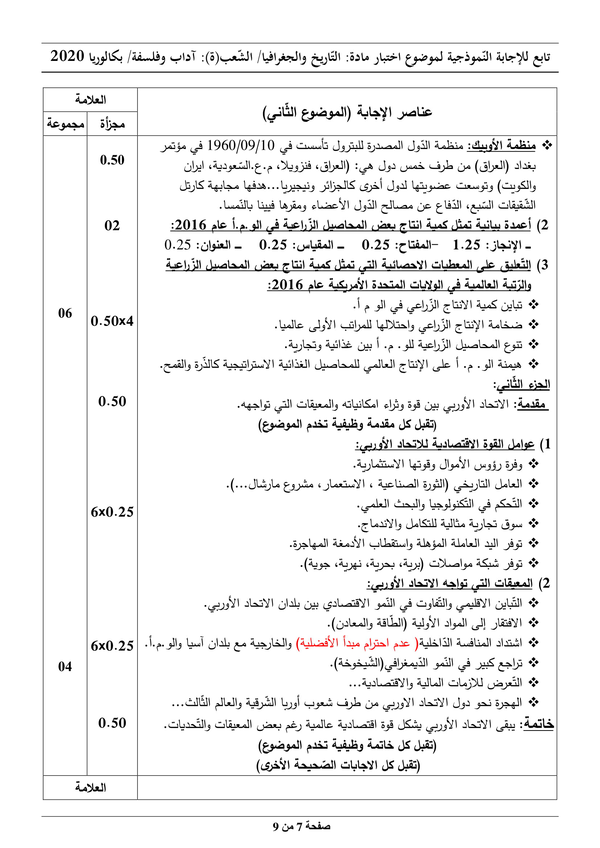 تابع للإجابة النّموذجية لموضوع اختبار مادة: التّاريخ والجغرافيا/ الشّعب(ة): آداب وفلسفة/ بكالوريا 2020
العلامة
عناصر الإجابة (الموضوع الثّاني)
مجموعة
مجزأة
❖ منظمة الأوبيك: منظمة الدّول المصدرة للبترول تأسست في 1960/09/10 في مؤتمر
0.50
بغداد (العراق) من طرف خمس دول هي: (العراق، فنزويلا، م.ع.السّعودية، ايران
والكويت) وتوسعت عضويتها لدول أخرى كالجزائر ونيجيريا...هدفها مجابهة كارتل
الشّقيقات السّبع، الدّفاع عن مصالح الدّول الأعضاء ومقرها فيينا بالنّمسا.
2) أعمدة بيانية تمثل كمية انتاج بعض المحاصيل الزّراعية في الو.م.أ عام 2016:
02
ـ الإنجاز: 1.25 –المفتاح: 0.25 ـ المقياس: 0.25 ـ العنوان: 0.25
3) التّعليق على المعطيات الاحصائية التي تمثل كمية انتاج بعض المحاصيل الزّراعية
والرّتبة العالمية في الولايات المتحدة الأمريكية عام 2016:
❖ تباين كمية الانتاج الزّراعي في الو م أ.
06
❖ ضخامة الإنتاج الزّراعي واحتلالها للمراتب الأولى عالميا.
0.50x4
❖ تنوع المحاصيل الزّراعية للو . م. أ بين غذائية وتجارية.
❖ هيمنة الو . م. أ على الإنتاج العالمي للمحاصيل الغذائية الاستراتيجية كالذّرة والقمح.
الجزء الثّاني:
مقدمة: الاتحاد الأوربي بين قوة وثراء امكانياته والمعيقات التي تواجهه.
0.50
(تقبل كل مقدمة وظيفية تخدم الموضوع)
1) عوامل القوة الاقتصادية للاتحاد الأوربي:
❖ وفرة رؤوس الأموال وقوتها الاستثمارية.
❖ العامل التاريخي (الثورة الصناعية ، الاستعمار، مشروع مارشال...).
❖ التّحكم في التّكنولوجيا والبحث العلمي.
6x0.25
❖ سوق تجارية مثالية للتكامل والاندماج.
❖ توفر اليد العاملة المؤهلة واستقطاب الأدمغة المهاجرة.
❖ توفر شبكة مواصلات (برية، بحرية، نهرية، جوية).
2) المعيقات التي تواجه الاتحاد الأوربي:
❖ التّباين الاقليمي والتّفاوت في النّمو الاقتصادي بين بلدان الاتحاد الأوربي.
❖ الافتقار إلى المواد الأولية (الطّاقة والمعادن).
❖ اشتداد المنافسة الدّاخلية( عدم احترام مبدأ الأفضلية) والخارجية مع بلدان آسيا والو.م.أ.
6x0.25
❖ تراجع كبير في النّمو الدّيمغرافي(الشّيخوخة).
04
❖ التّعرض للازمات المالية والاقتصادية...
❖ الهجرة نحو دول الاتحاد الاوربي من طرف شعوب أوربا الشّرقية والعالم الثّالث...
خاتمة: يبقى الاتحاد الأوربي يشكل قوة اقتصادية عالمية رغم بعض المعيقات والتّحديات.
0.50
(تقبل كل خاتمة وظيفية تخدم الموضوع)
(تقبل كل الاجابات الصّحيحة الأخرى)
العلامة
صفحة 7 من 9